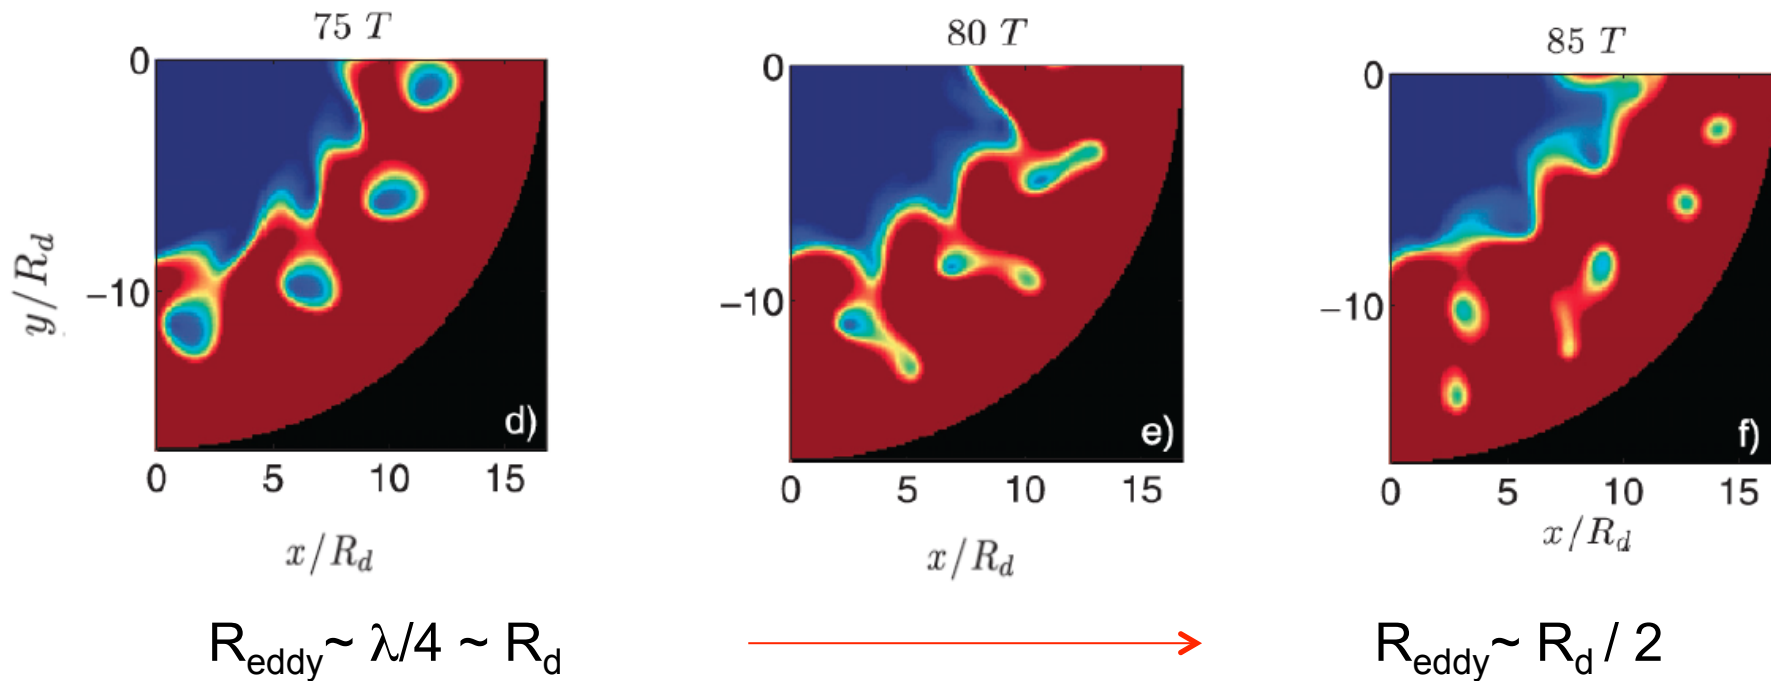 75 T
80 T
85 T
0
0
0
y/R_d
−10
−10
−10
d)
e)
f)
0 5 10 15
0 5 10 15
0 5 10 15
x/R_d
x/R_d
x/R_d
R_eddy~ λ/4 ~ R_d
R_eddy~ R_d / 2